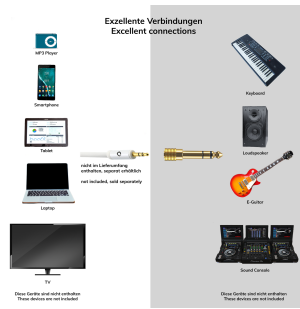 Exzellente Verbindungen
Excellent connections
MP3 Player
Smartphone
Tablet
Laptop
TV
nicht im Lieferumfang
enthalten, separat erhältlich
not included, sold separately
Keyboard
Loudspeaker
E-Guitar
Sound Console
Diese Geräte sind nicht enthalten
These devices are not included
Diese Geräte sind nicht enthalten
These devices are not included